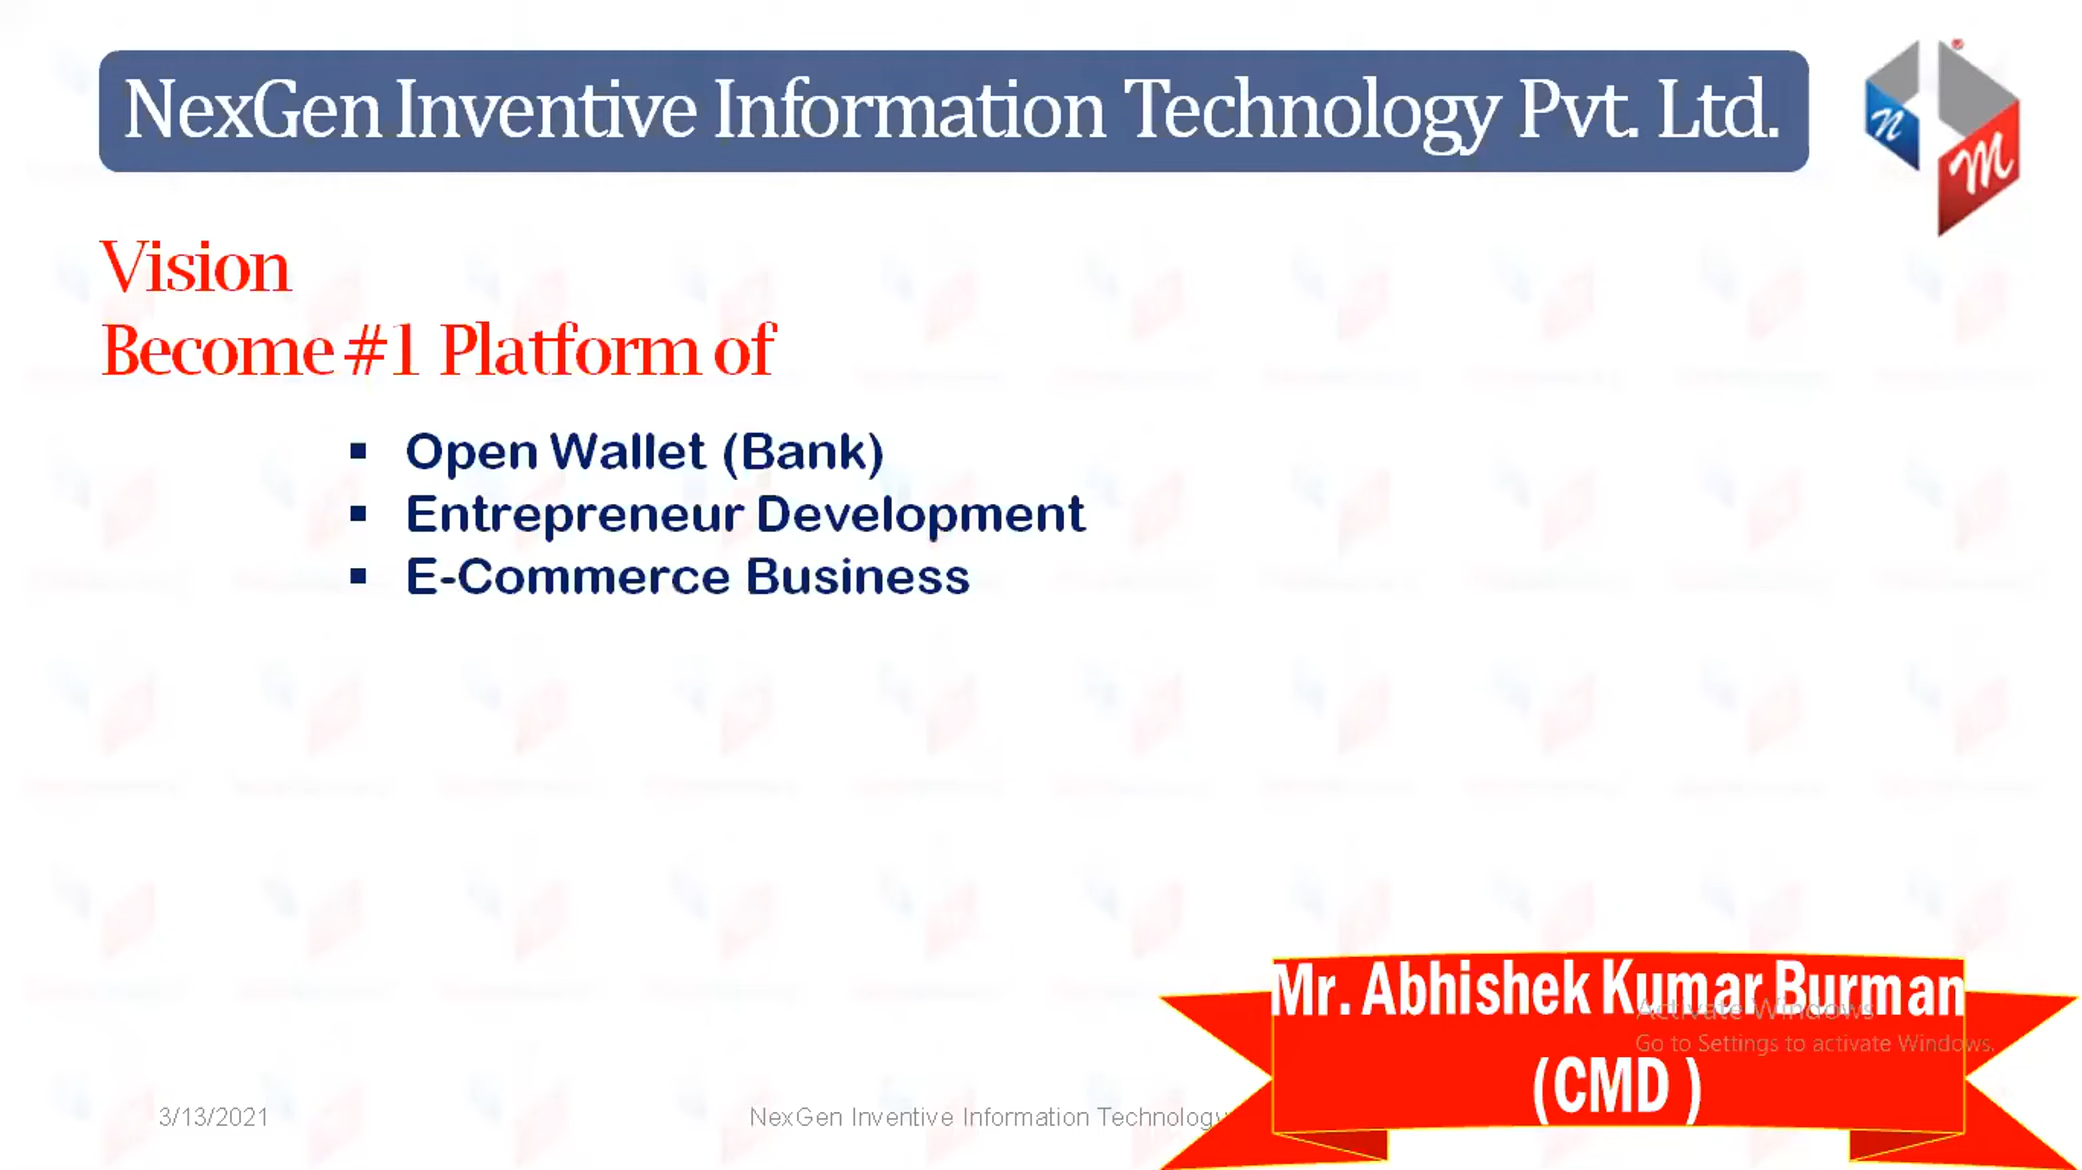 NexGen Inventive Information Technology Pvt. Ltd.
n
M
Vision
Become #1 Platform of
▪ Open Wallet (Bank)
▪ Entrepreneur Development
▪ E-Commerce Business
Mr. Abhishek Kumar Burman
(CMD )
Activate Windows
Go to Settings to activate Windows.
3/13/2021
NexGen Inventive Information Technology